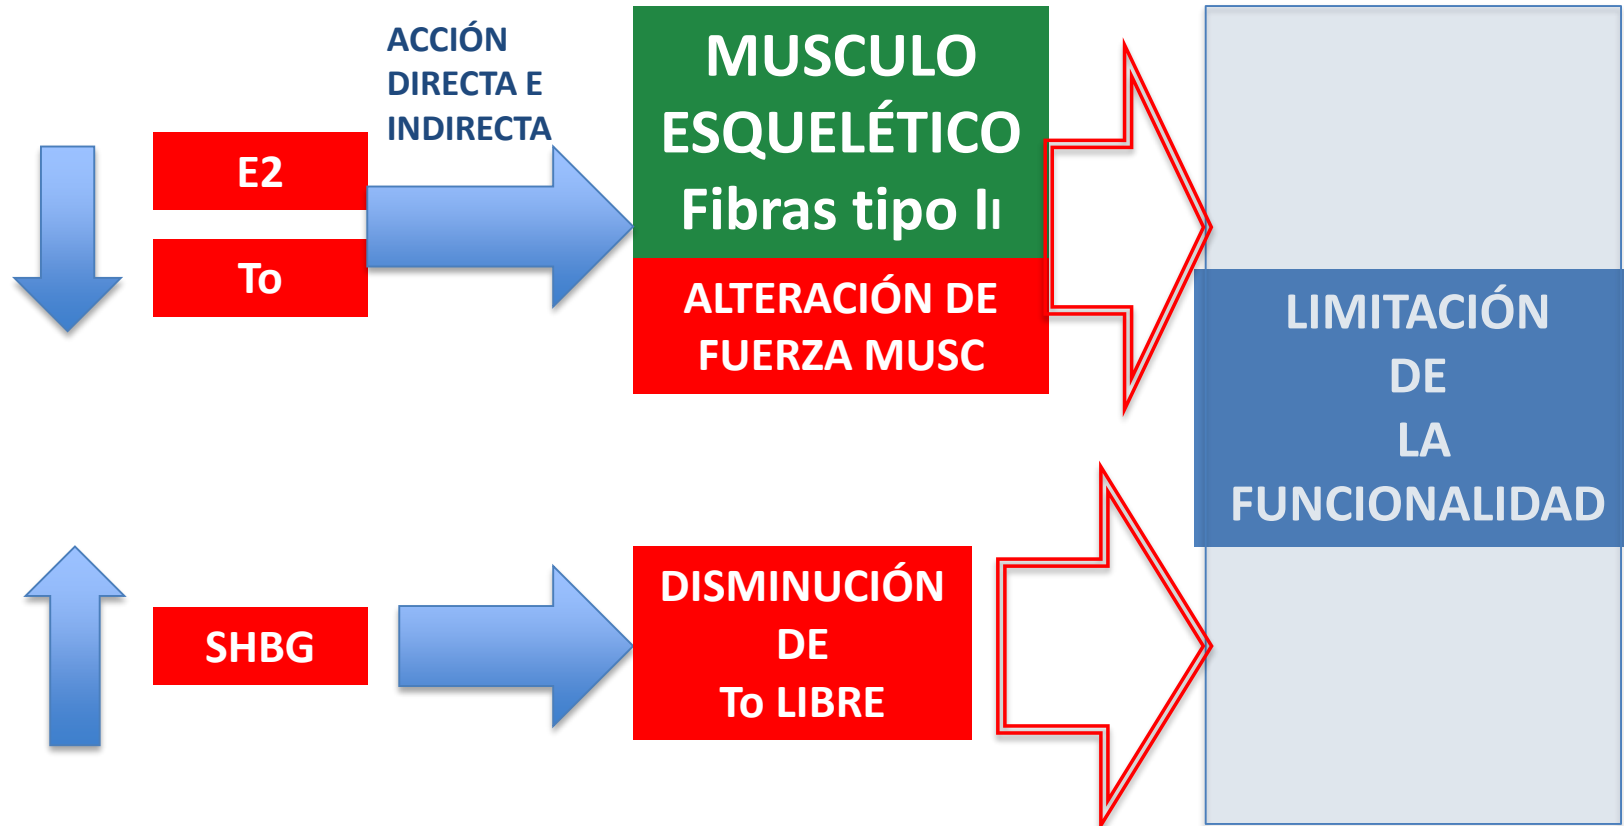 ACCIÓN
DIRECTA E
INDIRECTA
E2
To
MUSCULO
ESQUELÉTICO
Fibras tipo II
ALTERACIÓN DE
FUERZA MUSC
LIMITACIÓN
DE
LA
FUNCIONALIDAD
SHBG
DISMINUCIÓN
DE
To LIBRE